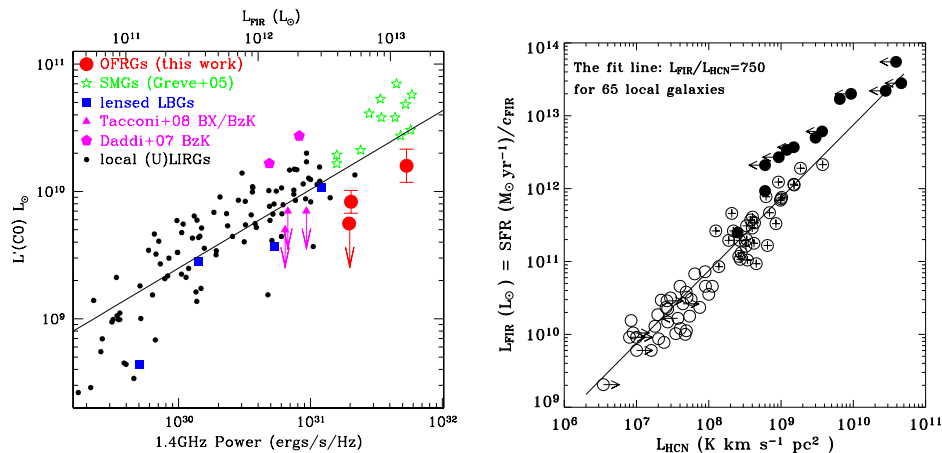 L_FIR (L_⊙)
10^11 10^12 10^13
10^11
10^10
10^9
L'(CO) L_⊙
OFRGs (this work)
SMGs (Greve+05)
lensed LBGs
Tacconi+08 BX/BzK
Daddi+07 BzK
local (U)LIRGs
10^30 10^31 10^32
1.4GHz Power (ergs/s/Hz)
The fit line: L_FIR/L_HCN=750
for 65 local galaxies
10^14
10^13
10^12
10^11
10^10
10^9
L_FIR (L_⊙) = SFR (M_⊙ yr^-1)/c_FIR
10^6 10^7 10^8 10^9 10^10 10^11
L_HCN (K km s^-1 pc^2 )